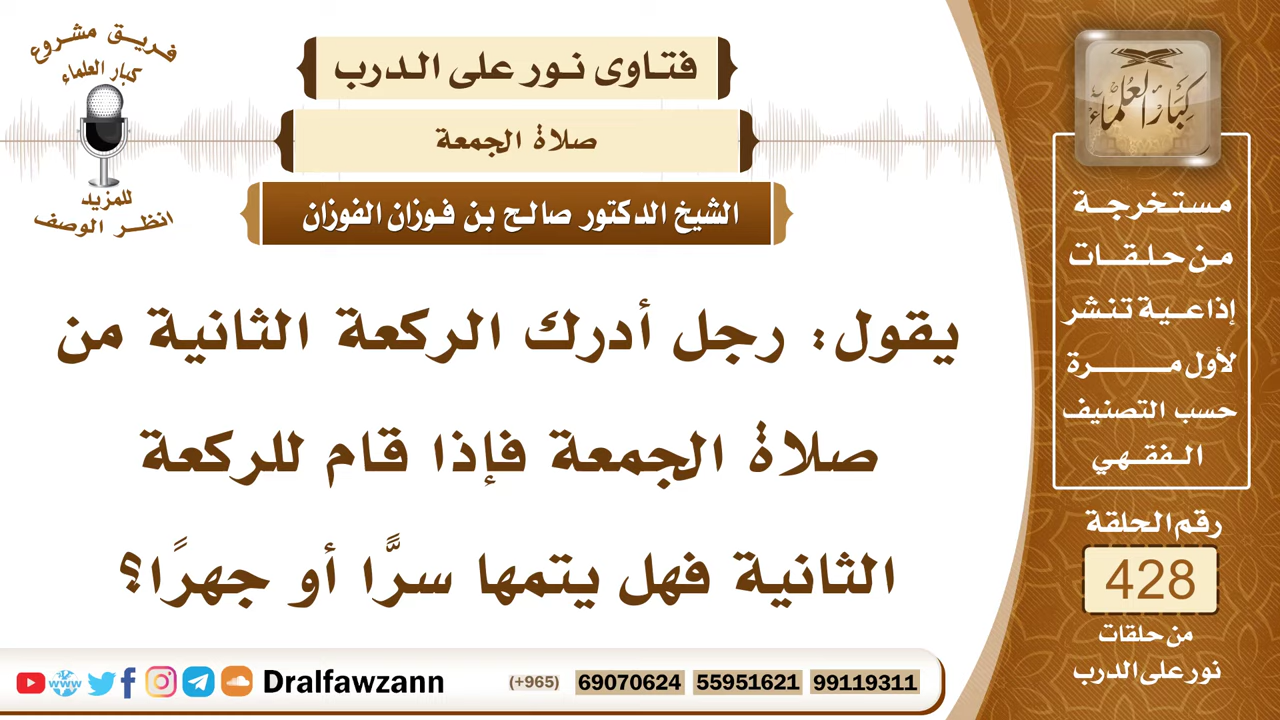 فريق مشروع
كبار العلماء
للمزيد
انظر الوصف
فتاوى نور على الدرب
صلاة الجمعة
الشيخ الدكتور صالح بن فوزان الفوزان
يقول: رجل أدرك الركعة الثانية من
صلاة الجمعة فإذا قام للركعة
الثانية فهل يتمها سرًّا أو جهرًا؟
كبار العلماء
مستخرجة
من حلقات
إذاعية تنشر
لأول مرة
حسب التصنيف
الفقهي
رقم الحلقة
428
من حلقات
نور على الدرب
www Dralfawzann (+965) 69070624 55951621 99119311